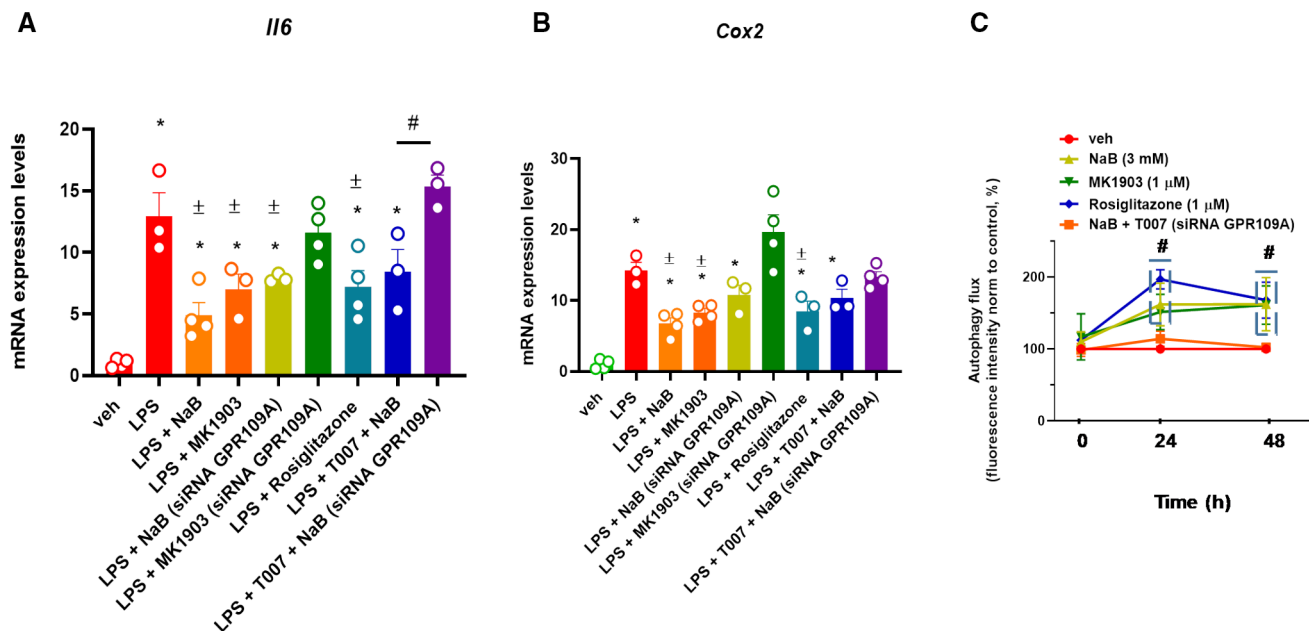 A
Il6
mRNA expression levels
20
15
10
5
0
*
±
*
±
*
±
*
±
*
*
#
veh
LPS
LPS + NaB
LPS + MK1903
LPS + NaB (siRNA GPR109A)
LPS + MK1903 (siRNA GPR109A)
LPS + Rosiglitazone
LPS + T007 + NaB
LPS + T007 + NaB (siRNA GPR109A)
B
Cox2
mRNA expression levels
30
20
10
0
*
±
*
±
*
*
±
*
*
veh
LPS
LPS + NaB
LPS + MK1903
LPS + NaB (siRNA GPR109A)
LPS + MK1903 (siRNA GPR109A)
LPS + Rosiglitazone
LPS + T007 + NaB
LPS + T007 + NaB (siRNA GPR109A)
C
veh
NaB (3 mM)
MK1903 (1 µM)
Rosiglitazone (1 µM)
NaB + T007 (siRNA GPR109A)
Autophagy flux
(fluorescence intensity norm to control, %)
200
150
100
0
#
#
0
24
48
Time (h)